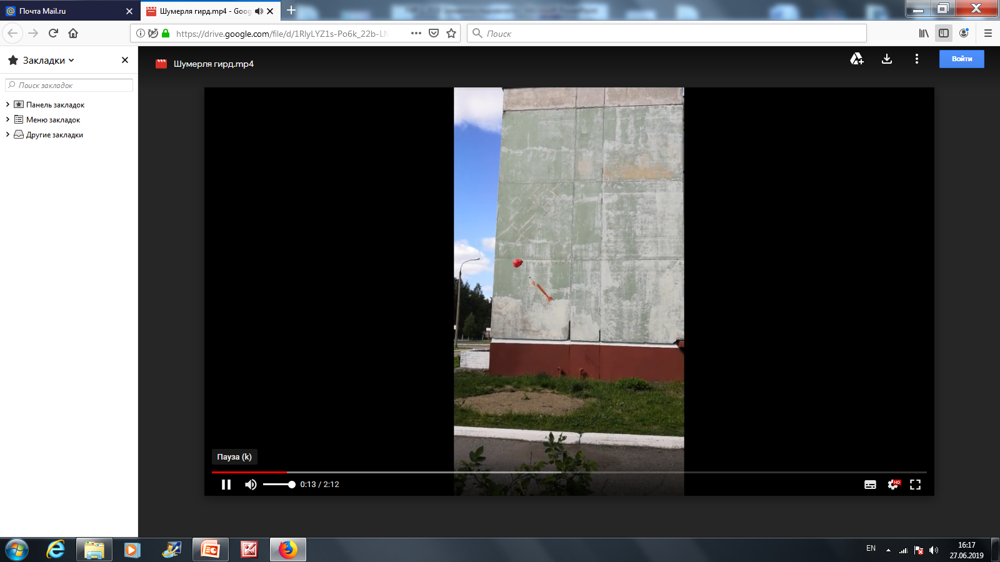 Почта Mail.ru
Шумерля гирд.mp4 - Goog
https://drive.google.com/file/d/1RlyLYZ1s-Po6k_22b-LN
Поиск
Закладки
Поиск закладок
Панель закладок
Меню закладок
Другие закладки
Шумерля гирд.mp4
Войти
Пауза (k)
0:13 / 2:12
HD
EN
16:17
27.06.2019